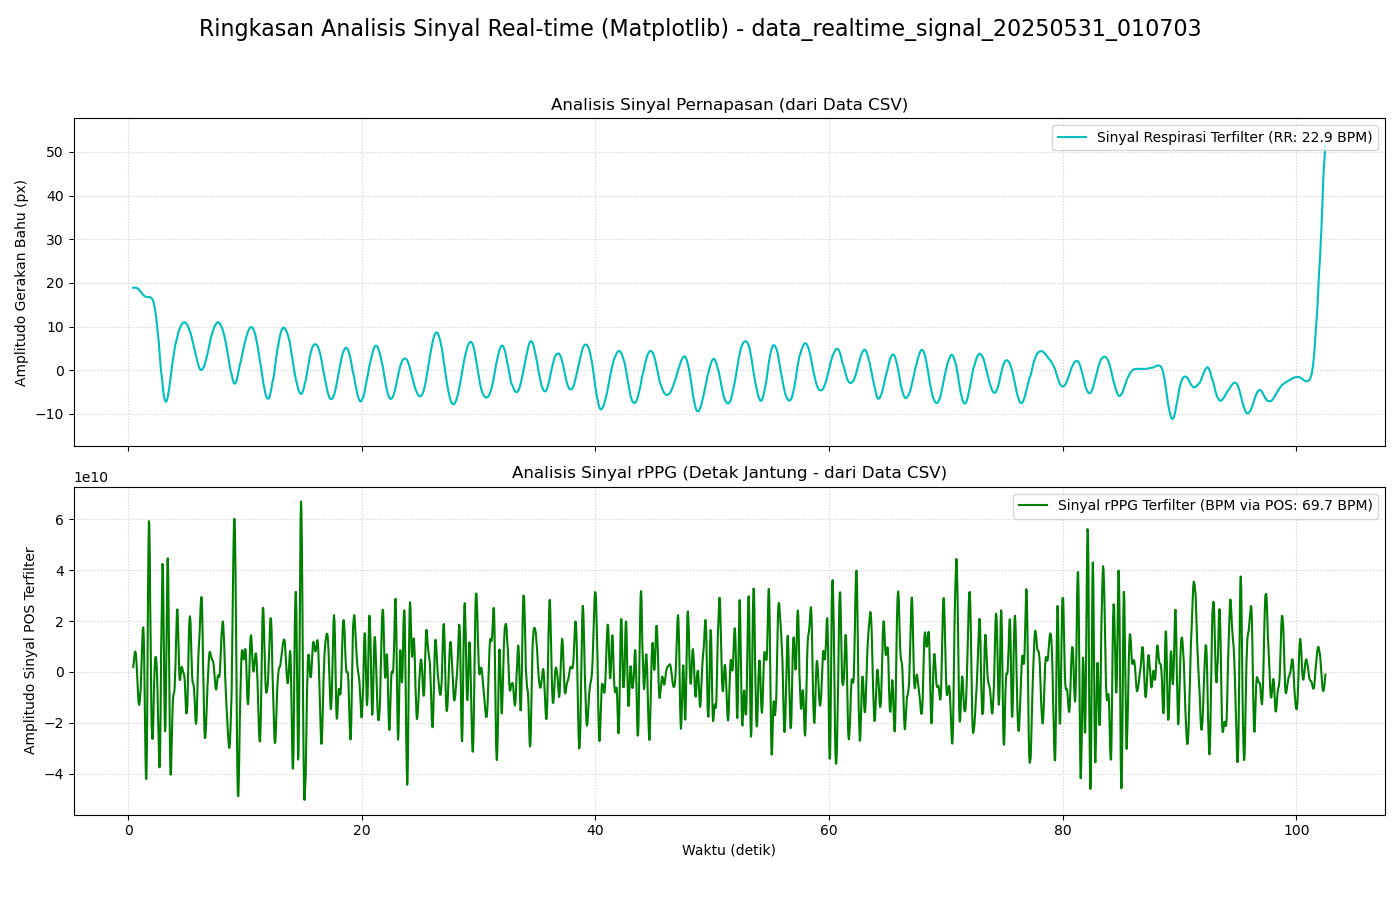 Ringkasan Analisis Sinyal Real-time (Matplotlib) - data_realtime_signal_20250531_010703
Analisis Sinyal Pernapasan (dari Data CSV)
Sinyal Respirasi Terfilter (RR: 22.9 BPM)
Amplitudo Gerakan Bahu (px)
50
40
30
20
10
0
−10
1e10
Analisis Sinyal rPPG (Detak Jantung - dari Data CSV)
Sinyal rPPG Terfilter (BPM via POS: 69.7 BPM)
Amplitudo Sinyal POS Terfilter
6
4
2
0
−2
−4
0 20 40 60 80 100
Waktu (detik)